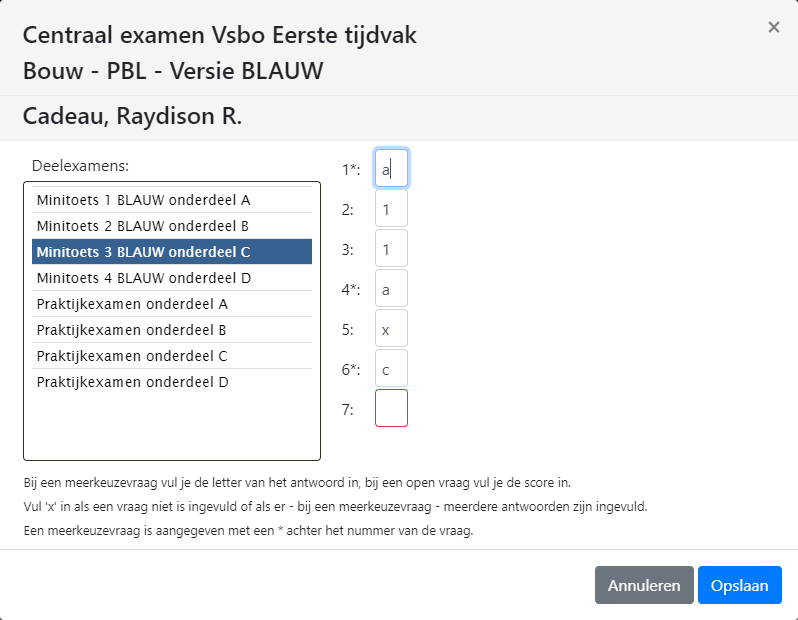 Centraal examen Vsbo Eerste tijdvak
×
Bouw - PBL - Versie BLAUW
Cadeau, Raydison R.
Deelexamens:
Minitoets 1 BLAUW onderdeel A
Minitoets 2 BLAUW onderdeel B
Minitoets 3 BLAUW onderdeel C
Minitoets 4 BLAUW onderdeel D
Praktijkexamen onderdeel A
Praktijkexamen onderdeel B
Praktijkexamen onderdeel C
Praktijkexamen onderdeel D
1*: a
2: 1
3: 1
4*: a
5: x
6*: c
7:
Bij een meerkeuzevraag vul je de letter van het antwoord in, bij een open vraag vul je de score in.
Vul 'x' in als een vraag niet is ingevuld of als er - bij een meerkeuzevraag - meerdere antwoorden zijn ingevuld.
Een meerkeuzevraag is aangegeven met een * achter het nummer van de vraag.
Annuleren Opslaan